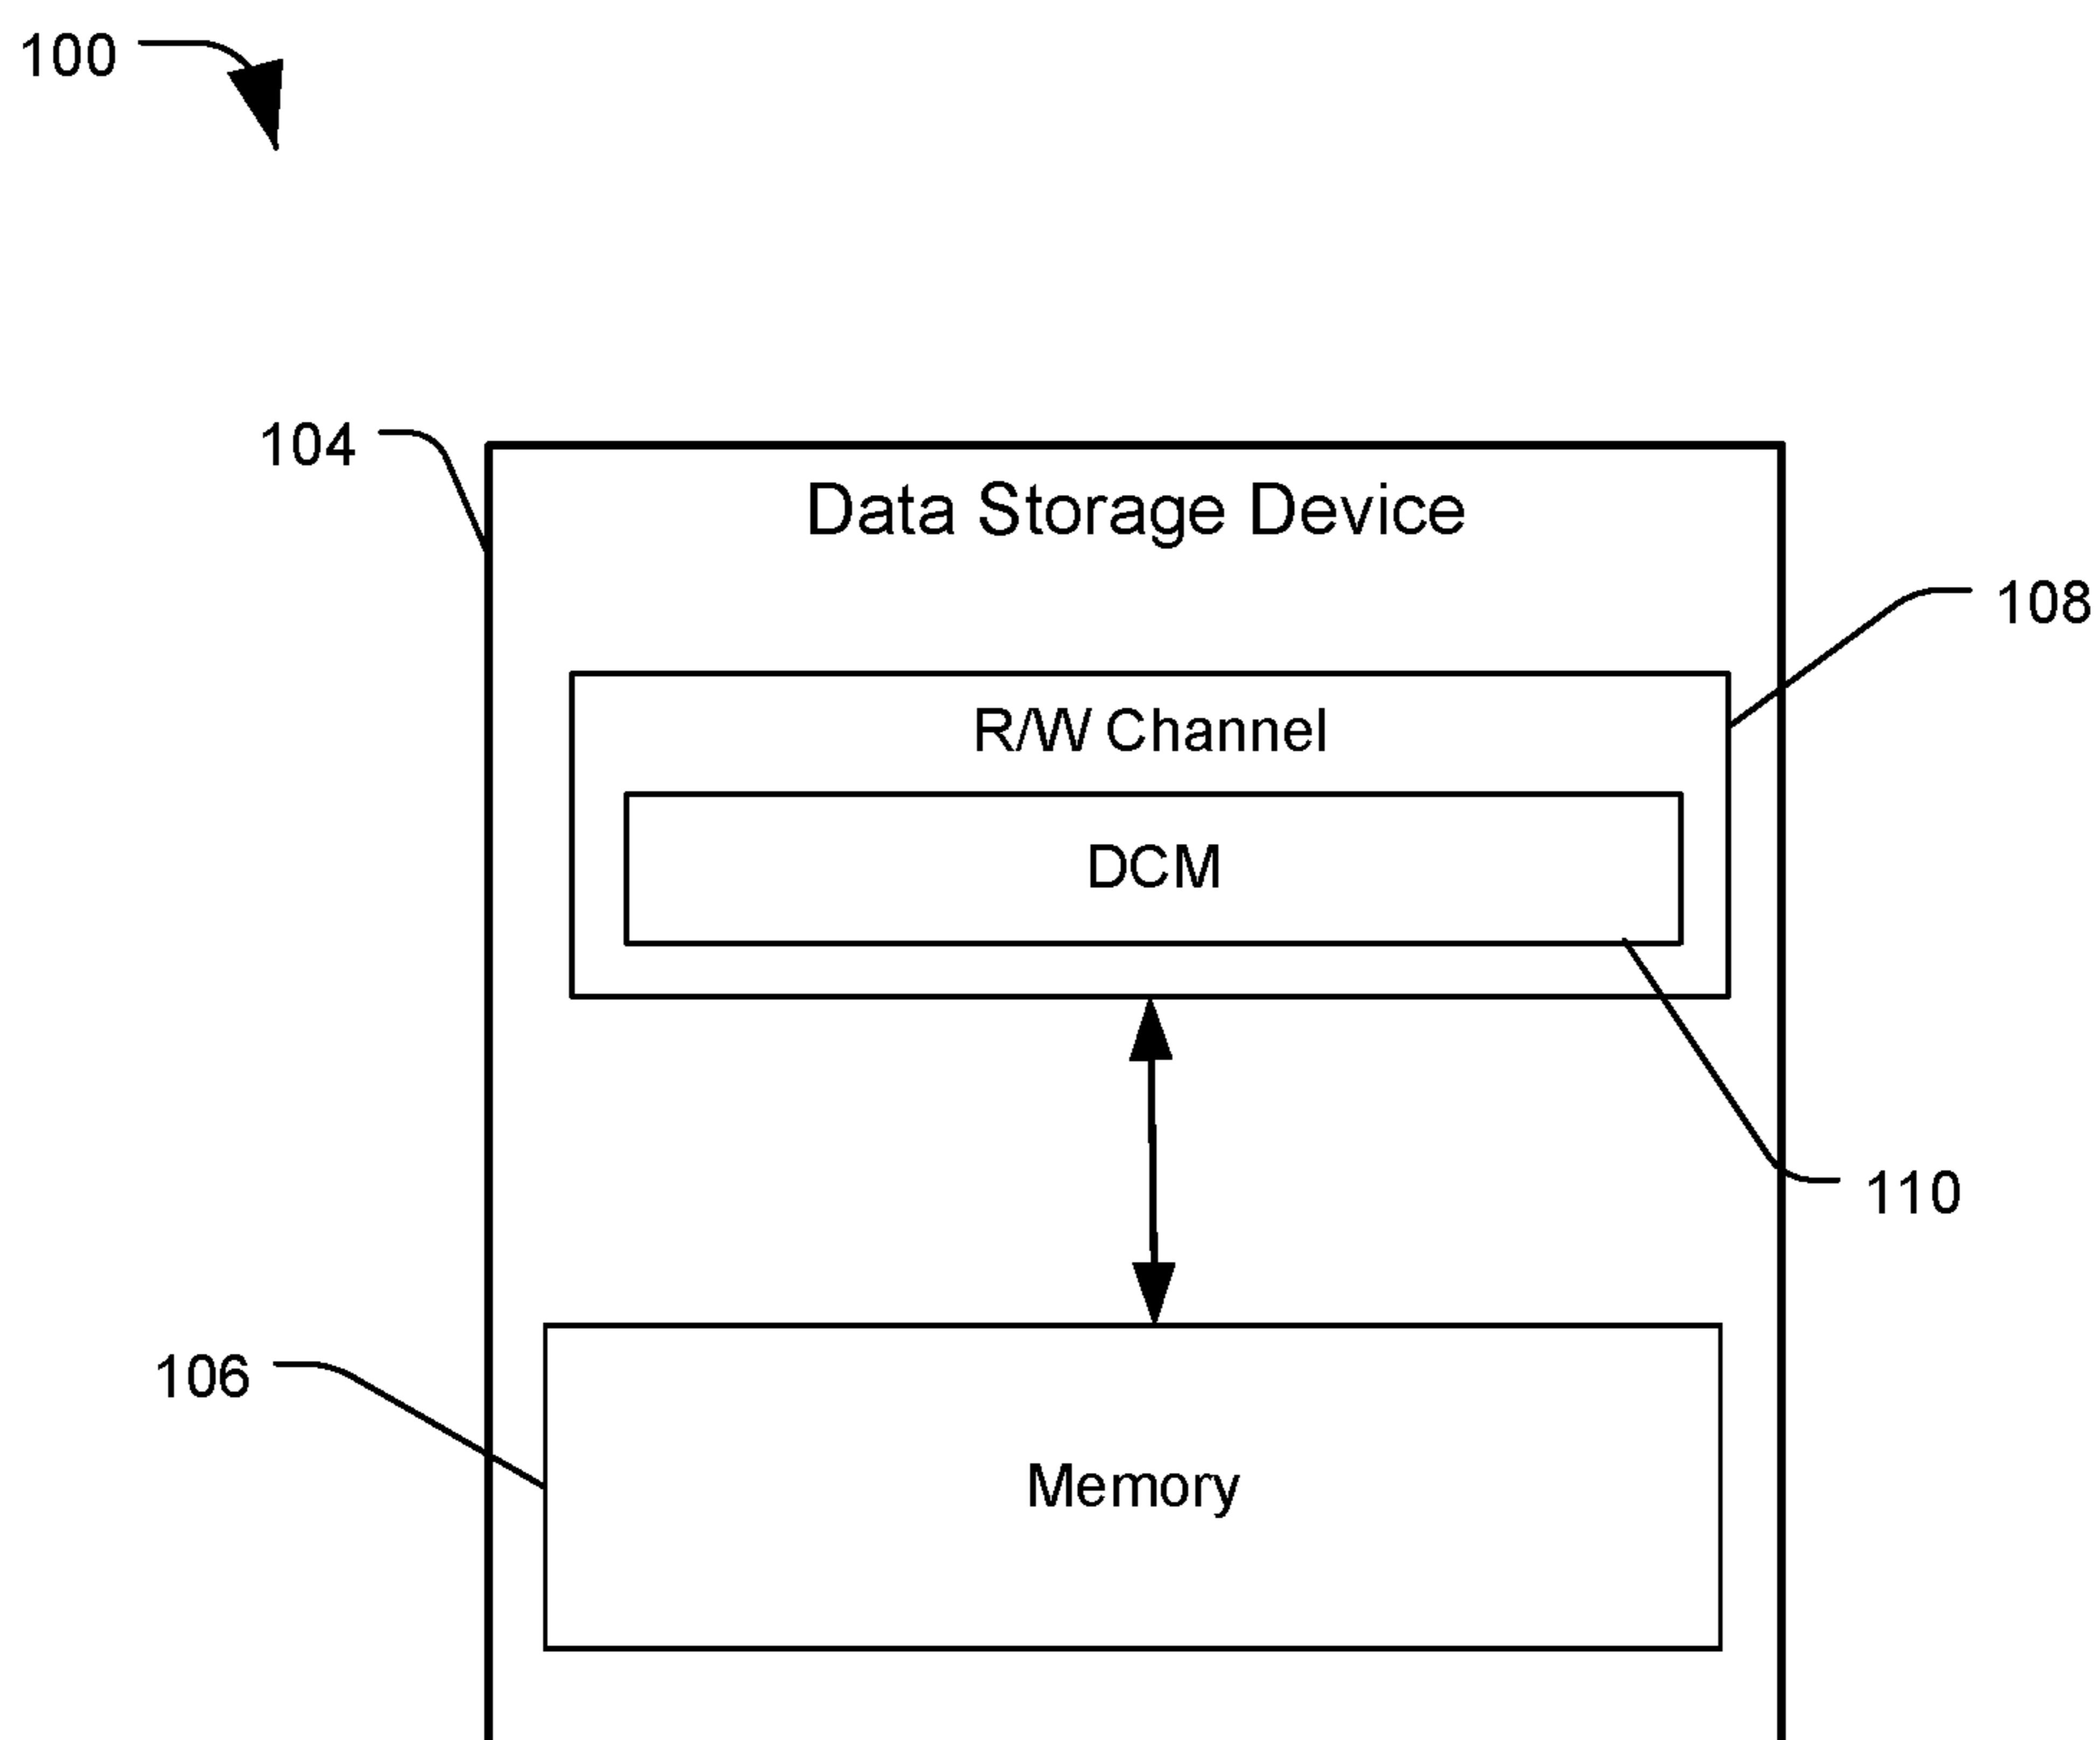 100
104
Data Storage Device
108
R/W Channel
DCM
110
106
Memory